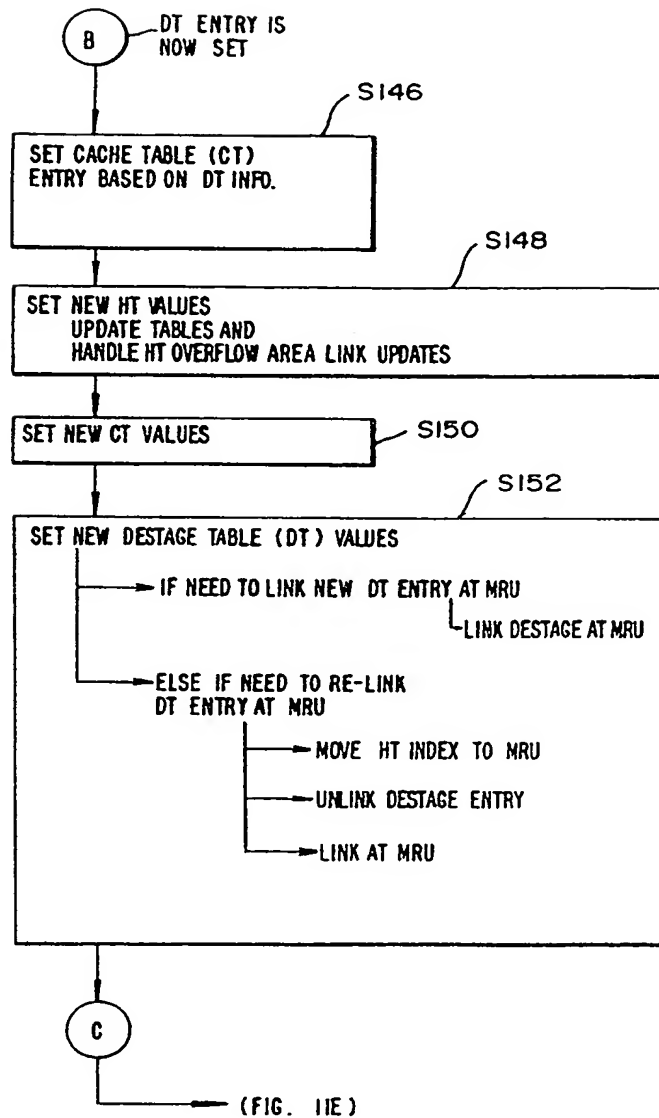 B
DT ENTRY IS
NOW SET
S146
SET CACHE TABLE (CT)
ENTRY BASED ON DT INFO.
S148
SET NEW HT VALUES
UPDATE TABLES AND
HANDLE HT OVERFLOW AREA LINK UPDATES
SET NEW CT VALUES
S150
S152
SET NEW DESTAGE TABLE (DT) VALUES
IF NEED TO LINK NEW DT ENTRY AT MRU
LINK DESTAGE AT MRU
ELSE IF NEED TO RE-LINK
DT ENTRY AT MRU
MOVE HT INDEX TO MRU
UNLINK DESTAGE ENTRY
LINK AT MRU
C
(FIG. 11E)